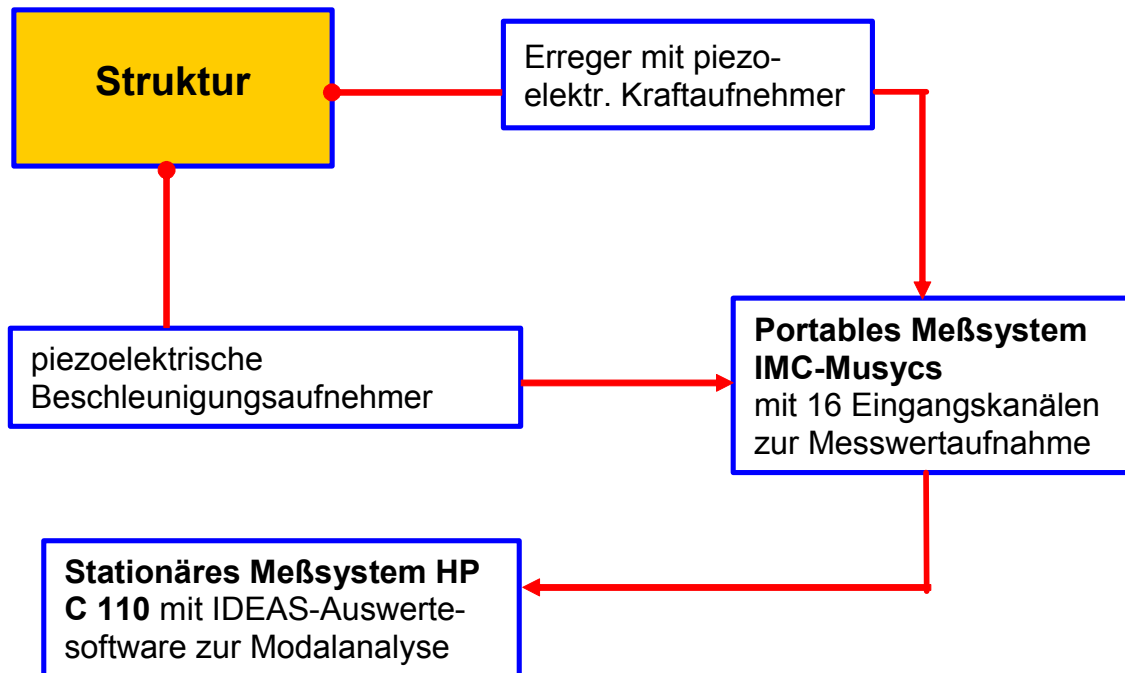 Struktur
Erreger mit piezo-
elektr. Kraftaufnehmer
piezoelektrische
Beschleunigungsaufnehmer
Portables Meßsystem
IMC-Musycs
mit 16 Eingangskanälen
zur Messwertaufnahme
Stationäres Meßsystem HP
C 110 mit IDEAS-Auswerte-
software zur Modalanalyse